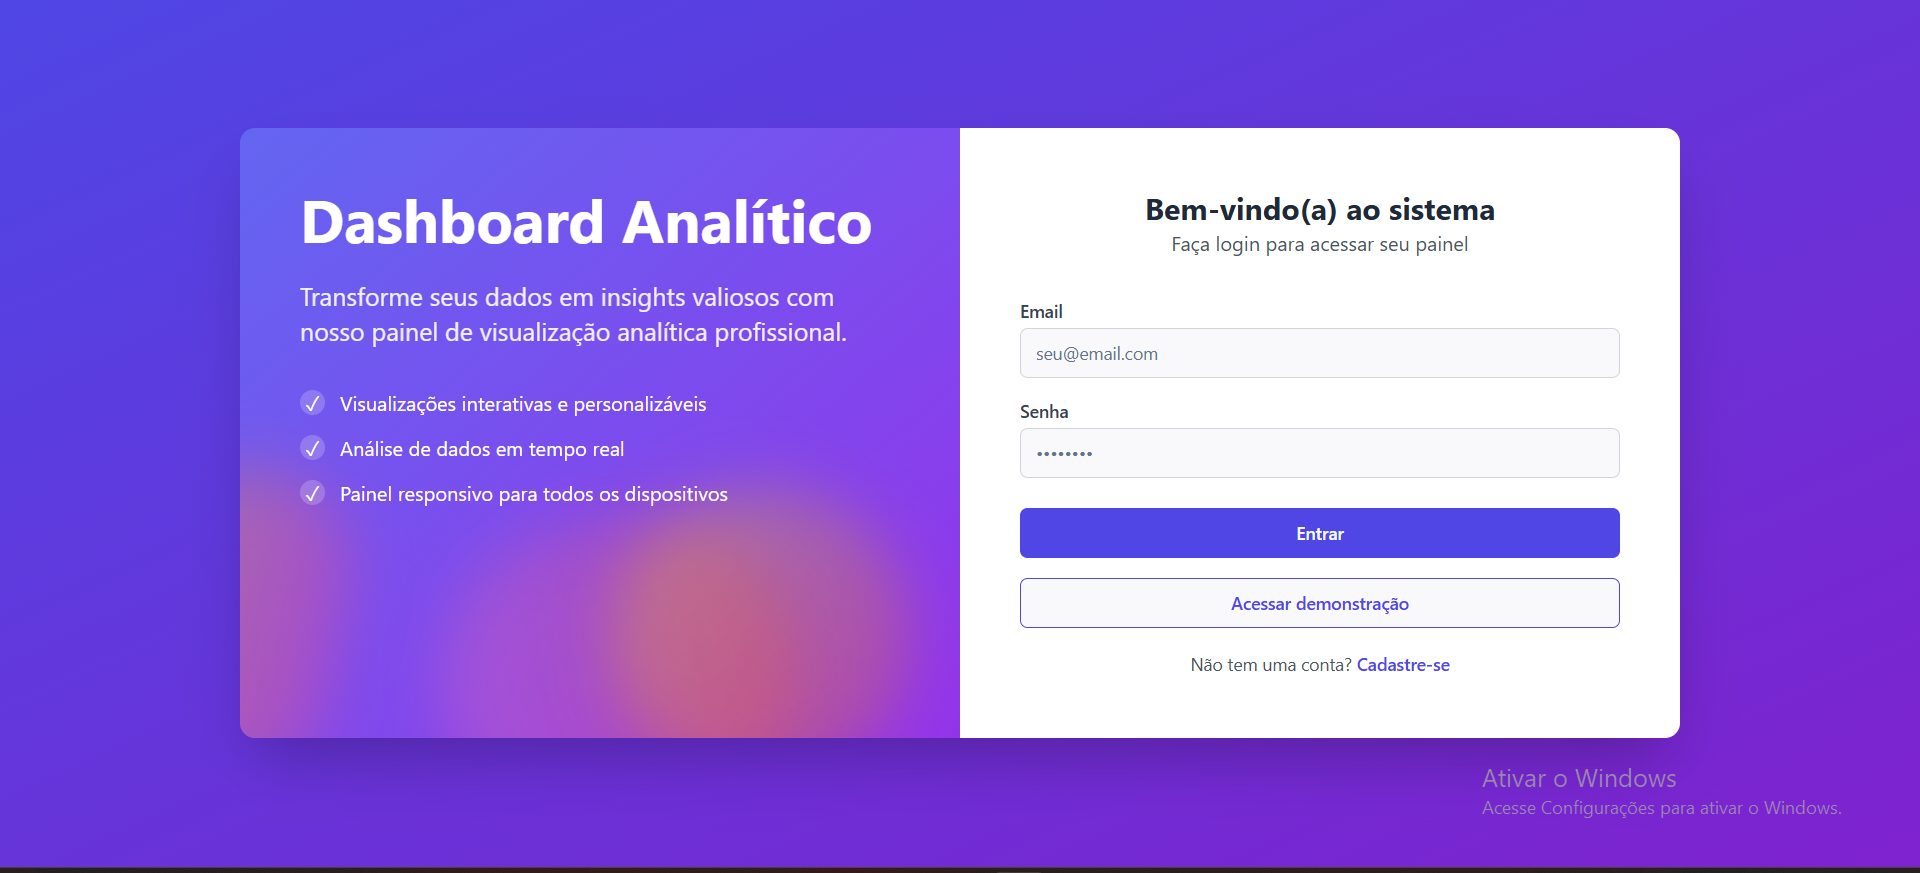 Dashboard Analítico
Transforme seus dados em insights valiosos com
nosso painel de visualização analítica profissional.
✓ Visualizações interativas e personalizáveis
✓ Análise de dados em tempo real
✓ Painel responsivo para todos os dispositivos
Bem-vindo(a) ao sistema
Faça login para acessar seu painel
Email
seu@email.com
Senha
••••••••
Entrar
Acessar demonstração
Não tem uma conta? Cadastre-se
Ativar o Windows
Acesse Configurações para ativar o Windows.